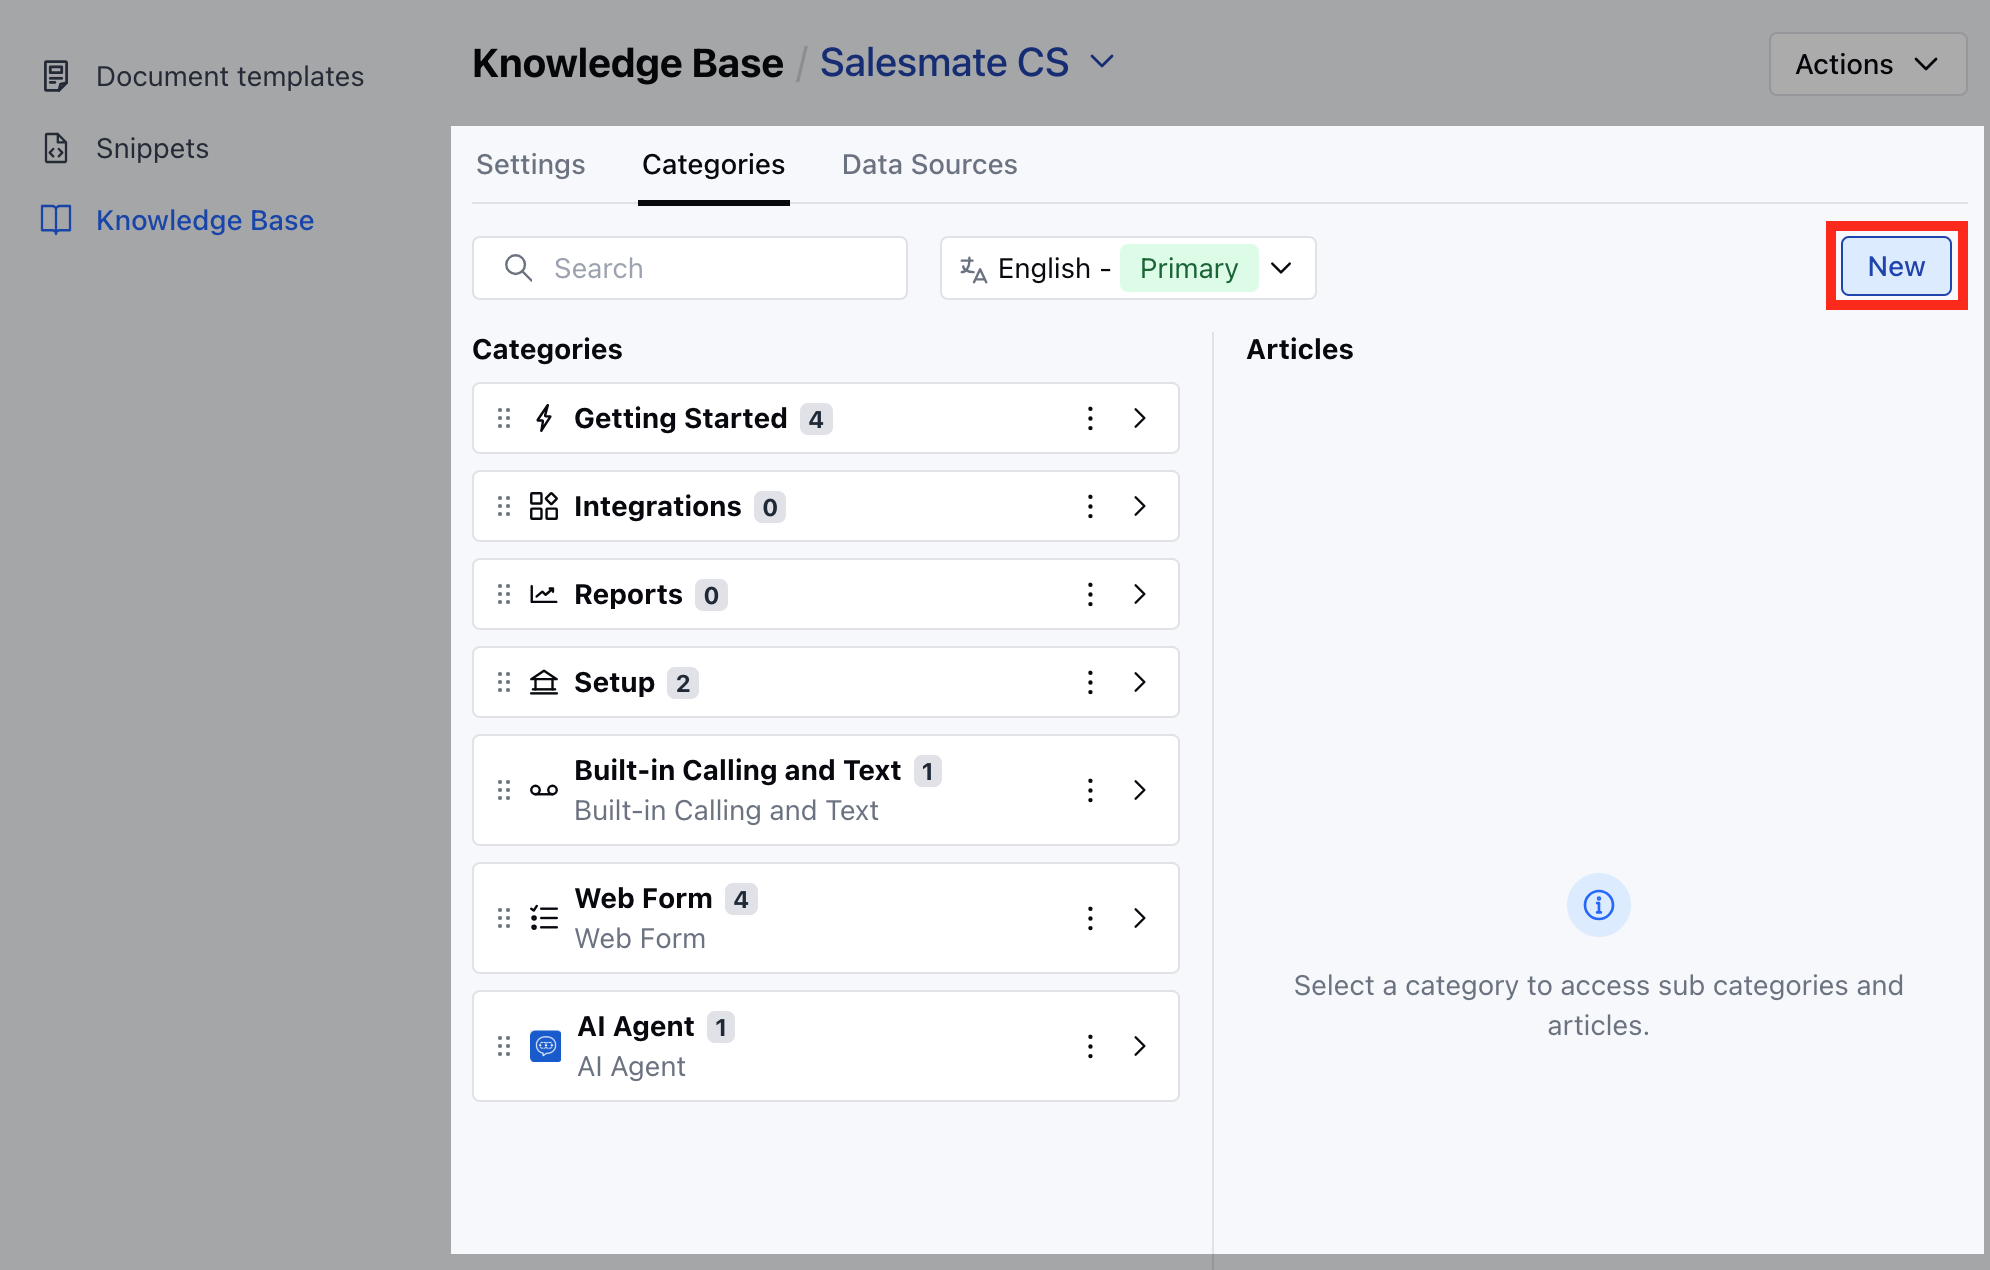 Document templates
Snippets
Knowledge Base
Knowledge Base / Salesmate CS
Actions
Settings Categories Data Sources
Search
English - Primary
New
Categories
Getting Started 4
Integrations 0
Reports 0
Setup 2
Built-in Calling and Text 1
Built-in Calling and Text
Web Form 4
Web Form
AI Agent 1
AI Agent
Articles
Select a category to access sub categories and
articles.